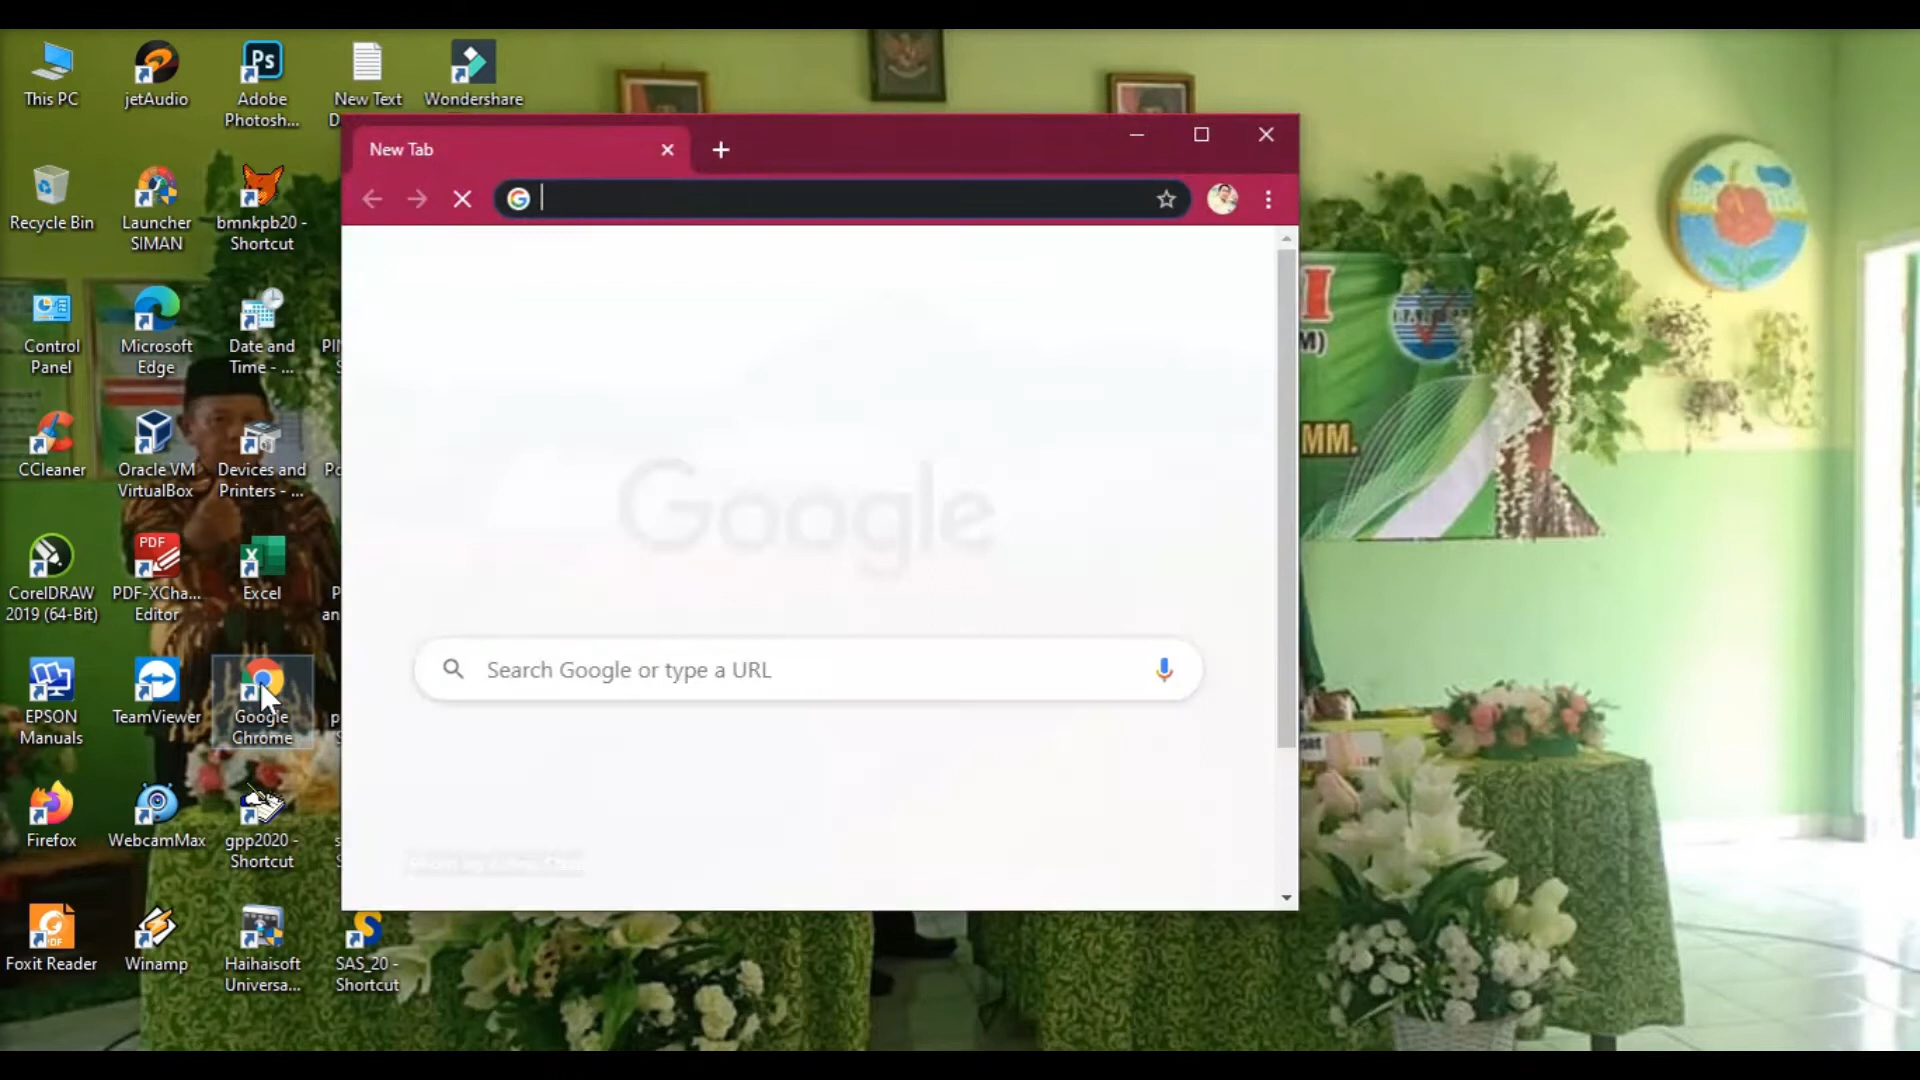 This PC
jetAudio
Adobe
Photosh...
New Text
Wondershare
Recycle Bin
Launcher
SIMAN
bmnkpb20 -
Shortcut
Control
Panel
Microsoft
Edge
Date and
Time - ...
CCleaner
Oracle VM
VirtualBox
Devices and
Printers - ...
CorelDRAW
2019 (64-Bit)
PDF
PDF-XCha...
Editor
Excel
EPSON
Manuals
TeamViewer
Google
Chrome
Firefox
WebcamMax
gpp2020 -
Shortcut
Foxit Reader
Winamp
Haihaisoft
Universa...
SAS_20 -
Shortcut
Ps
New Tab
Google
Search Google or type a URL
MM.